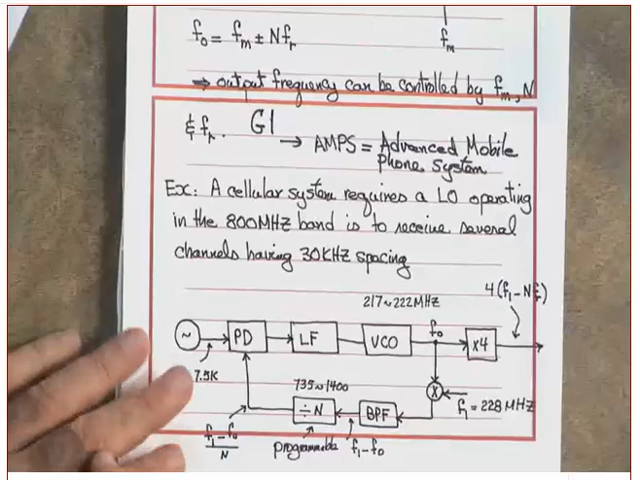 f₀ = fₘ ± Nfᵣ
fₘ
⇒ output frequency can be controlled by fₘ, N
& fᵣ. G1
→ AMPS = Advanced Mobile
Phone System
Ex: A cellular system requires a LO operating
in the 800MHZ band is to receive several
channels having 30KHZ spacing
217~222MHZ
4(f₁-Nfᵣ)
~ PD LF VCO f₀ x4
7.5K
735~1400
X
÷N BPF f₁ = 228 MHZ
f₁-f₀
N
programmable f₁-f₀